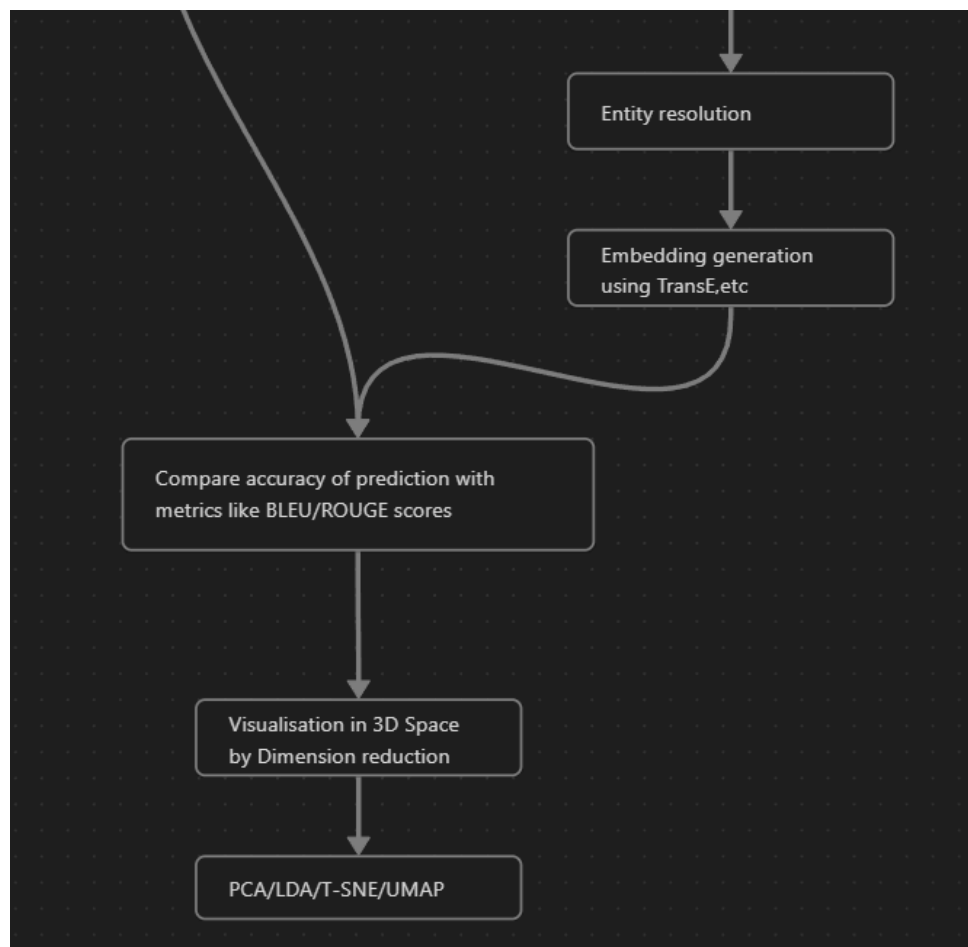 Entity resolution
Embedding generation
using TransE,etc
Compare accuracy of prediction with
metrics like BLEU/ROUGE scores
Visualisation in 3D Space
by Dimension reduction
PCA/LDA/T-SNE/UMAP